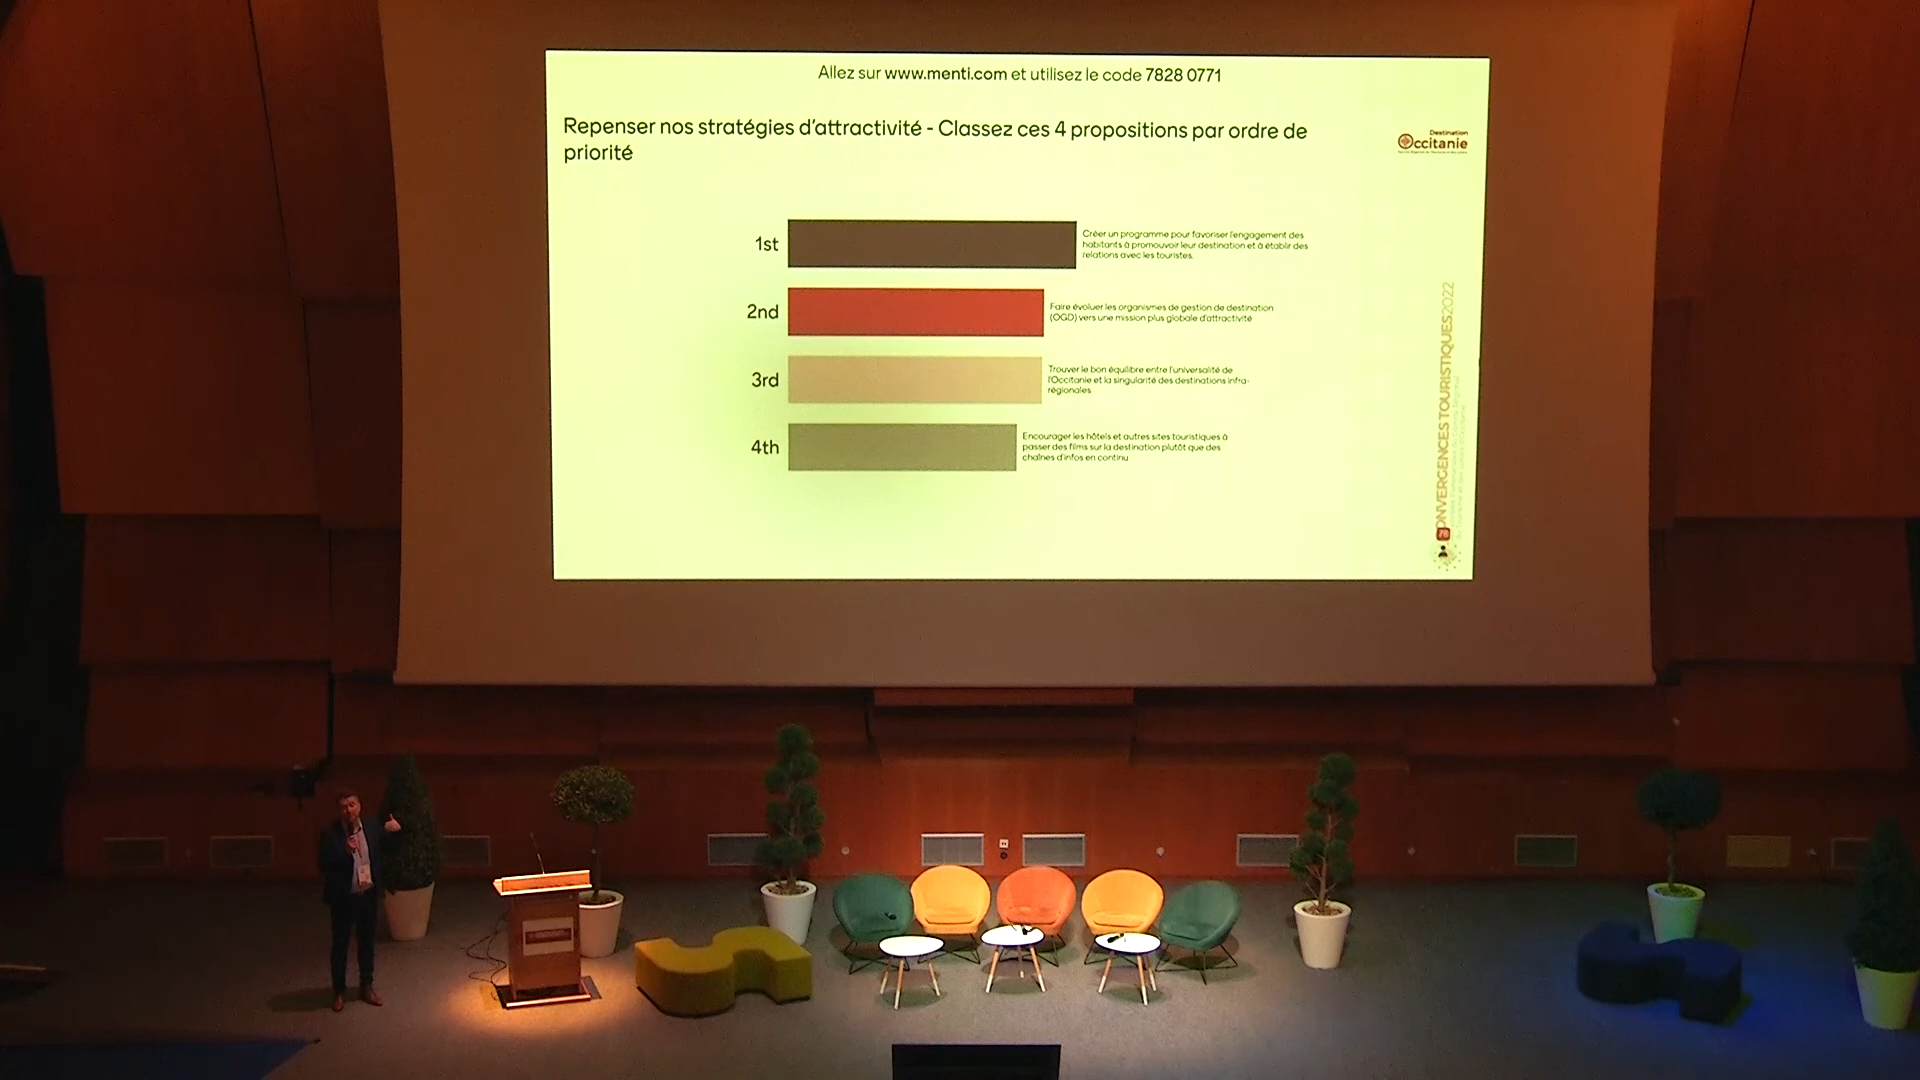 Allez sur www.menti.com et utilisez le code 7828 0771
Repenser nos stratégies d'attractivité - Classez ces 4 propositions par ordre de
priorité
Destination
Occitanie
1st
Créer un programme pour favoriser l'engagement des
habitants à promouvoir leur destination et à établir des
relations avec les touristes.
2nd
Faire évoluer les organismes de gestion de destination
(OGD) vers une mission plus globale d'attractivité
3rd
Trouver le bon équilibre entre l'universalité de
l'Occitanie et la singularité des destinations infra-
régionales
4th
Encourager les hôtels et autres sites touristiques à
passer des films sur la destination plutôt que des
chaînes d'infos en continu
CONVERGENCES TOURISTIQUES2022